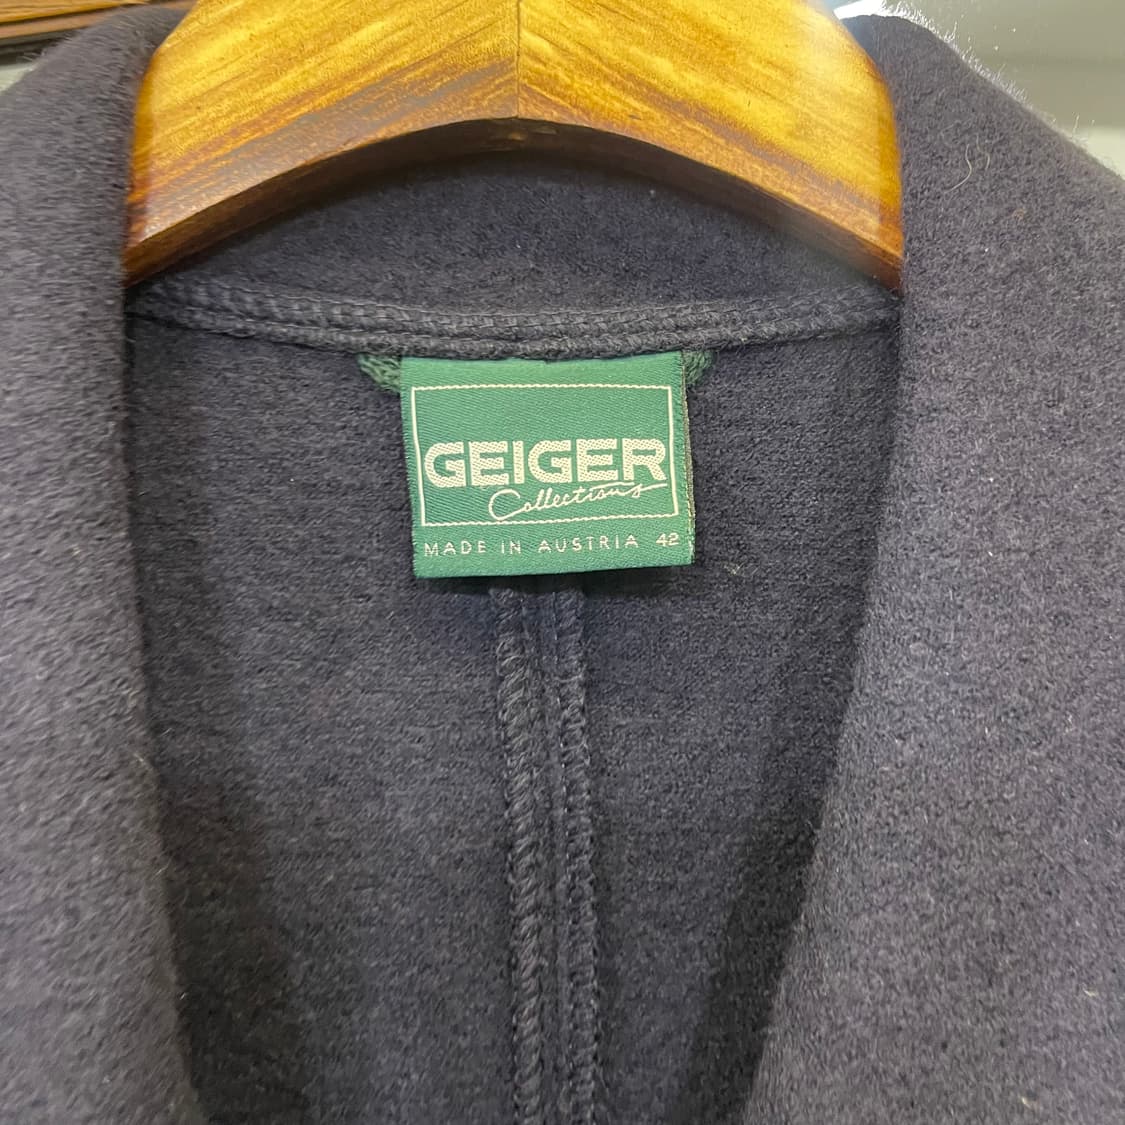 GEIGER
Collections
MADE IN AUSTRIA 42